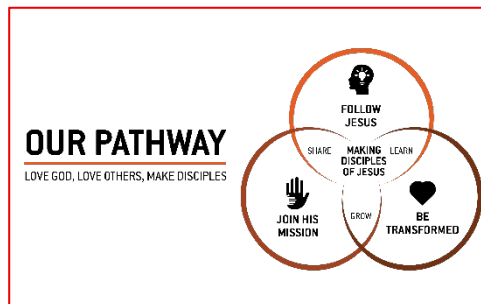 OUR PATHWAY
LOVE GOD, LOVE OTHERS, MAKE DISCIPLES
FOLLOW
JESUS
SHARE
MAKING
DISCIPLES
OF JESUS
LEARN
JOIN HIS
MISSION
GROW
BE
TRANSFORMED